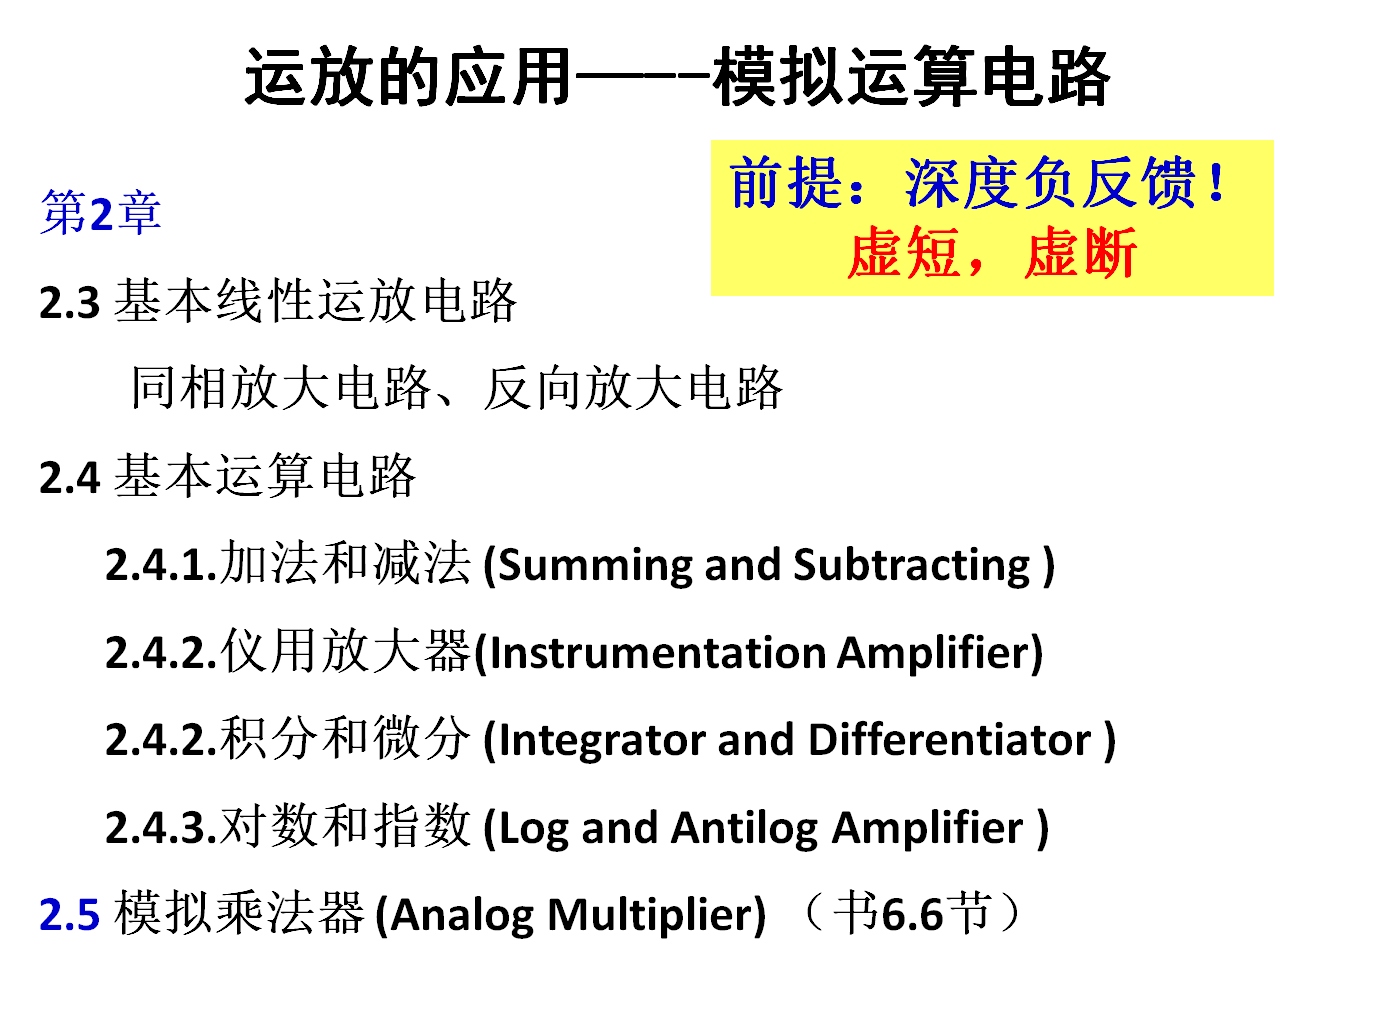 运放的应用——--模拟运算电路
前提：深度负反馈！
虚短，虚断
第2章
2.3 基本线性运放电路
同相放大电路、反向放大电路
2.4 基本运算电路
2.4.1.加法和减法 (Summing and Subtracting )
2.4.2.仪用放大器(Instrumentation Amplifier)
2.4.2.积分和微分 (Integrator and Differentiator )
2.4.3.对数和指数 (Log and Antilog Amplifier )
2.5 模拟乘法器 (Analog Multiplier) （书6.6节）